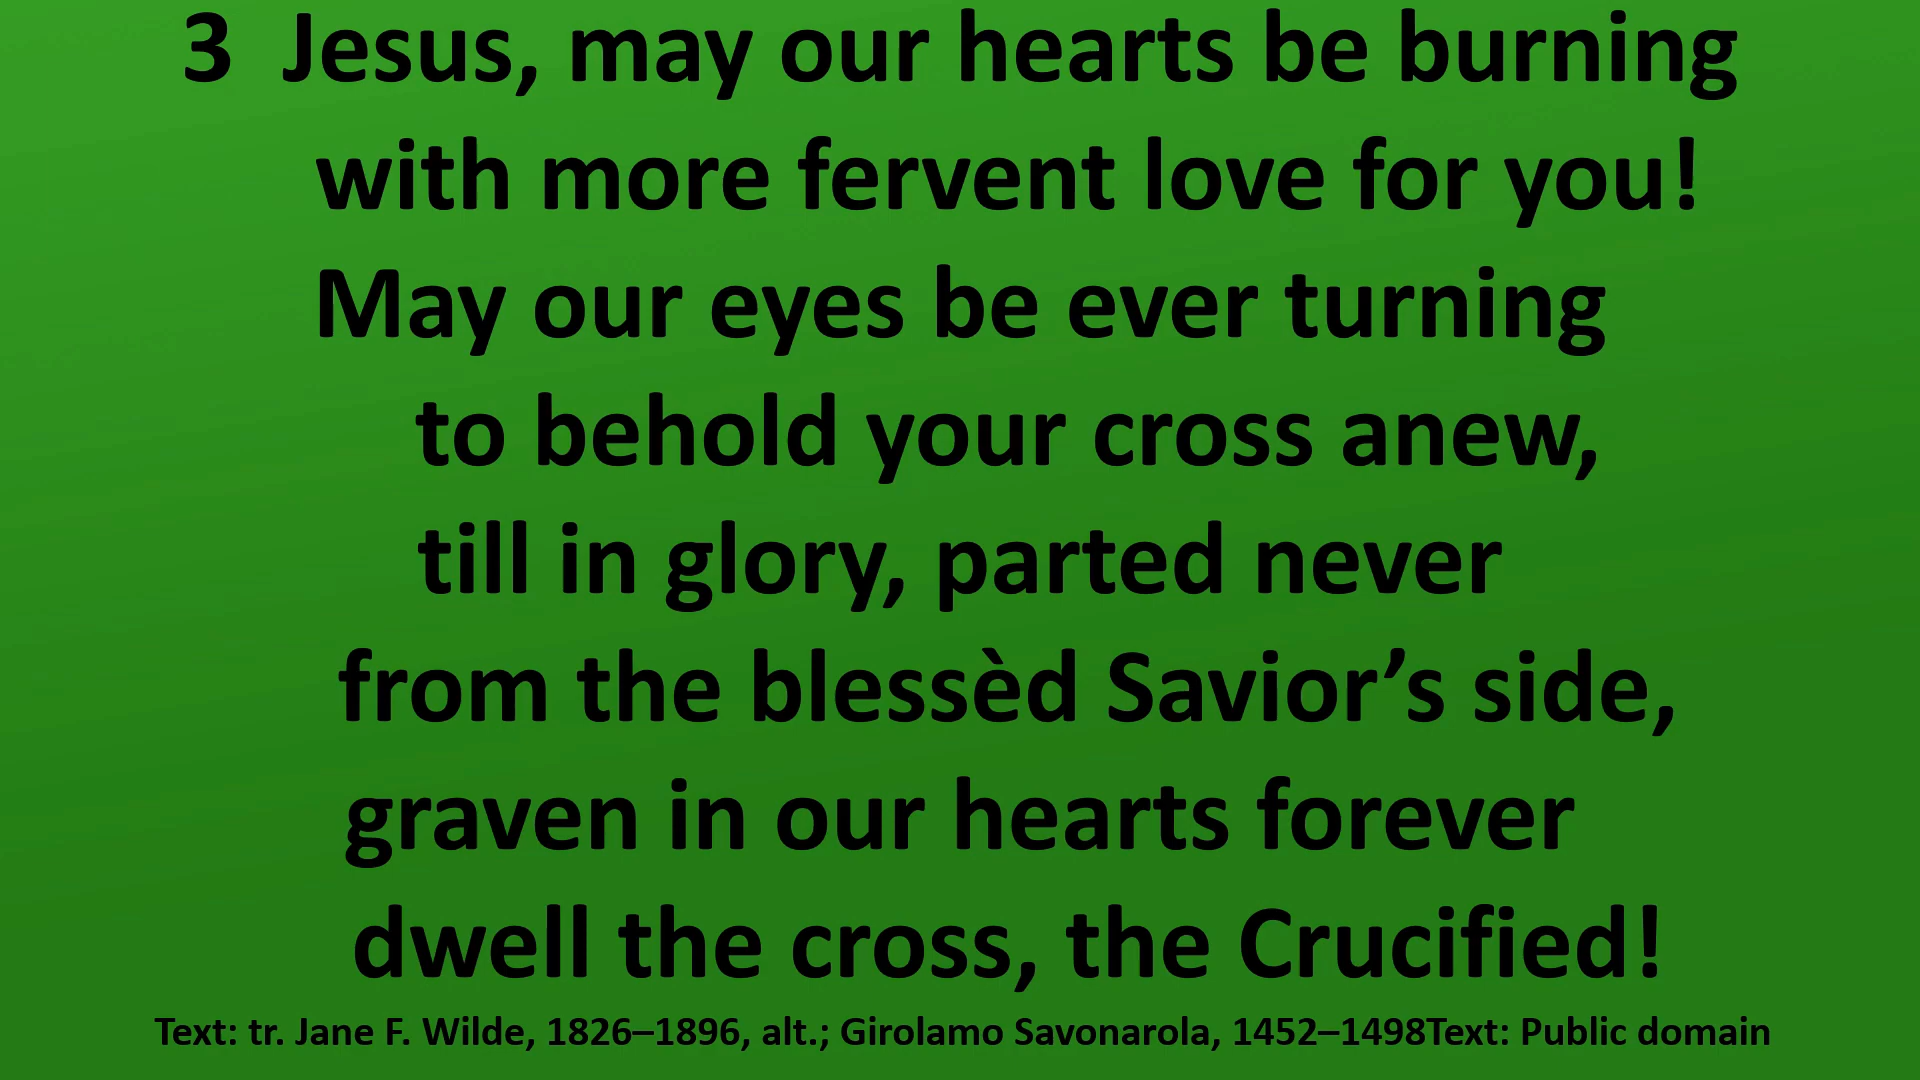 3 Jesus, may our hearts be burning
with more fervent love for you!
May our eyes be ever turning
to behold your cross anew,
till in glory, parted never
from the blessèd Savior’s side,
graven in our hearts forever
dwell the cross, the Crucified!
Text: tr. Jane F. Wilde, 1826–1896, alt.; Girolamo Savonarola, 1452–1498Text: Public domain